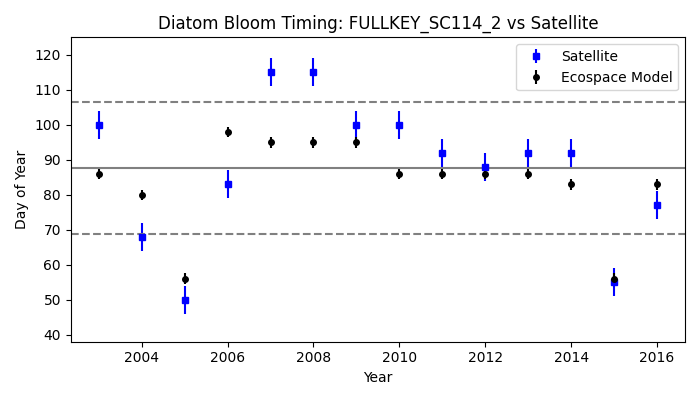 Diatom Bloom Timing: FULLKEY_SC114_2 vs Satellite
Satellite
Ecospace Model
Day of Year
120
110
100
90
80
70
60
50
40
2004 2006 2008 2010 2012 2014 2016
Year